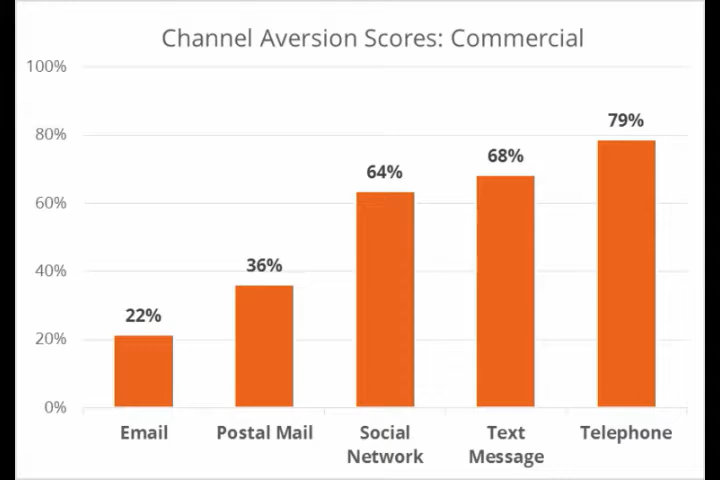 Channel Aversion Scores: Commercial
100%
80%
60%
40%
20%
0%
22%
36%
64%
68%
79%
Email
Postal Mail
Social
Network
Text
Message
Telephone